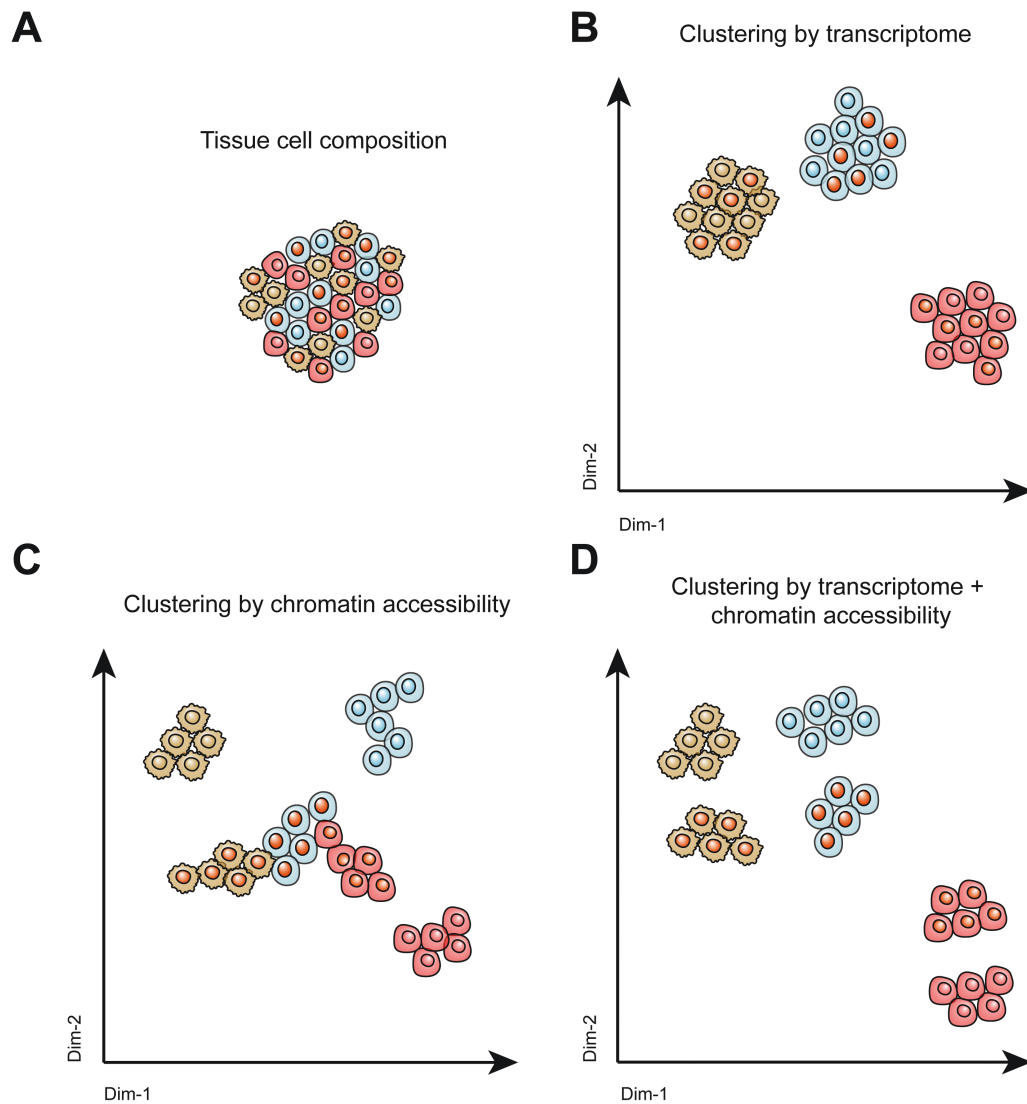 A
Tissue cell composition
B
Clustering by transcriptome
Dim-2
Dim-1
C
Clustering by chromatin accessibility
Dim-2
Dim-1
D
Clustering by transcriptome +
chromatin accessibility
Dim-2
Dim-1